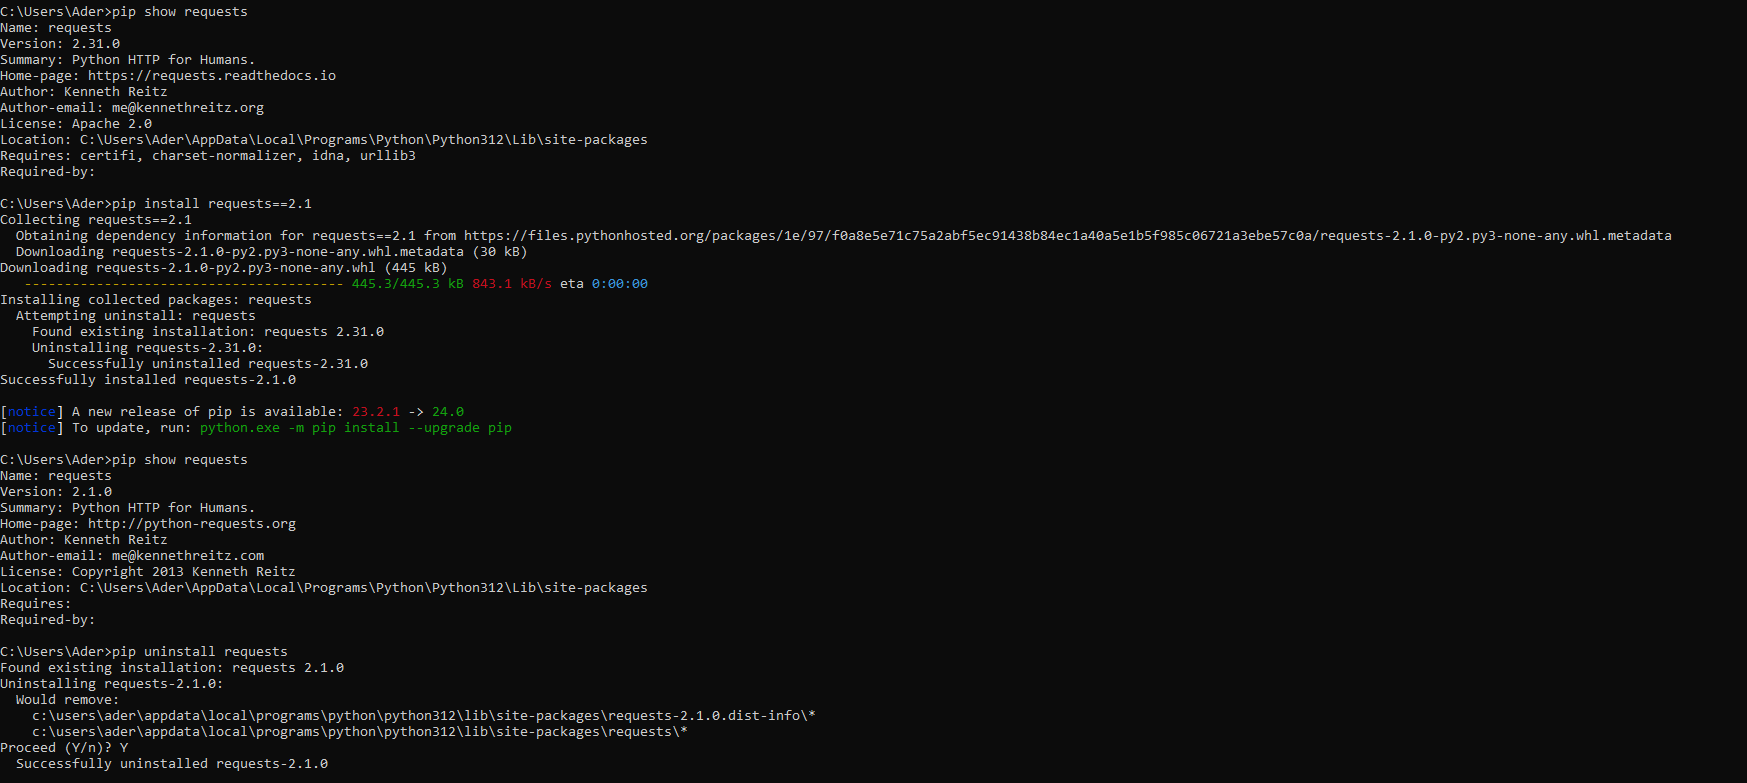 C:\Users\Ader>pip show requests
Name: requests
Version: 2.31.0
Summary: Python HTTP for Humans.
Home-page: https://requests.readthedocs.io
Author: Kenneth Reitz
Author-email: me@kennethreitz.org
License: Apache 2.0
Location: C:\Users\Ader\AppData\Local\Programs\Python\Python312\Lib\site-packages
Requires: certifi, charset-normalizer, idna, urllib3
Required-by:

C:\Users\Ader>pip install requests==2.1
Collecting requests==2.1
  Obtaining dependency information for requests==2.1 from https://files.pythonhosted.org/packages/1e/97/f0a8e5e71c75a2abf5ec91438b84ec1a40a5e1b5f985c06721a3ebe57c0a/requests-2.1.0-py2.py3-none-any.whl.metadata
  Downloading requests-2.1.0-py2.py3-none-any.whl.metadata (30 kB)
Downloading requests-2.1.0-py2.py3-none-any.whl (445 kB)
   ---------------------------------------- 445.3/445.3 kB 843.1 kB/s eta 0:00:00
Installing collected packages: requests
  Attempting uninstall: requests
    Found existing installation: requests 2.31.0
    Uninstalling requests-2.31.0:
      Successfully uninstalled requests-2.31.0
Successfully installed requests-2.1.0

[notice] A new release of pip is available: 23.2.1 -> 24.0
[notice] To update, run: python.exe -m pip install --upgrade pip

C:\Users\Ader>pip show requests
Name: requests
Version: 2.1.0
Summary: Python HTTP for Humans.
Home-page: http://python-requests.org
Author: Kenneth Reitz
Author-email: me@kennethreitz.com
License: Copyright 2013 Kenneth Reitz
Location: C:\Users\Ader\AppData\Local\Programs\Python\Python312\Lib\site-packages
Requires:
Required-by:

C:\Users\Ader>pip uninstall requests
Found existing installation: requests 2.1.0
Uninstalling requests-2.1.0:
  Would remove:
    c:\users\ader\appdata\local\programs\python\python312\lib\site-packages\requests-2.1.0.dist-info\*
    c:\users\ader\appdata\local\programs\python\python312\lib\site-packages\requests\*
Proceed (Y/n)? Y
  Successfully uninstalled requests-2.1.0